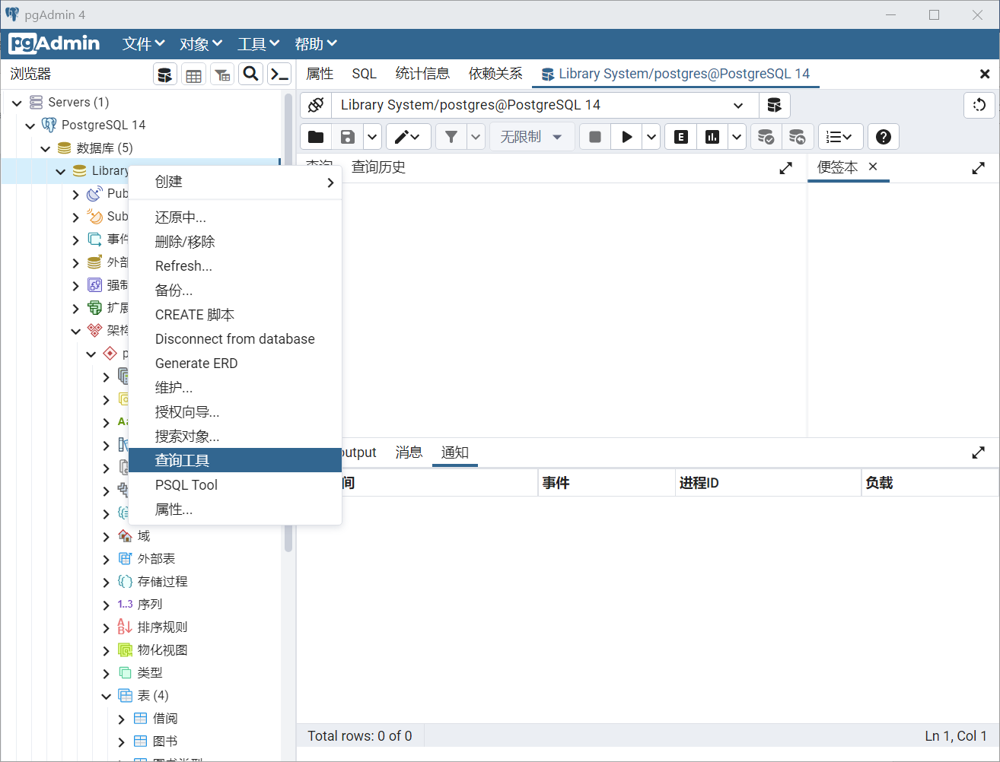 pgAdmin 4
pgAdmin 文件 对象 工具 帮助
浏览器
属性 SQL 统计信息 依赖关系 Library System/postgres@PostgreSQL 14
Servers (1)
Library System/postgres@PostgreSQL 14
PostgreSQL 14
无限制
数据库 (5)
查询 查询历史
便签本
Library
创建
Pub
还原中...
Sub
删除/移除
事件
Refresh...
外部
备份...
强制
CREATE 脚本
扩展
Disconnect from database
架构
Generate ERD
p
维护...
授权向导...
搜索对象...
output 消息 通知
查询工具
间 事件 进程ID 负载
PSQL Tool
属性...
域
外部表
存储过程
1..3 序列
排序规则
物化视图
类型
表 (4)
借阅
图书
图书类型
Total rows: 0 of 0
Ln 1, Col 1